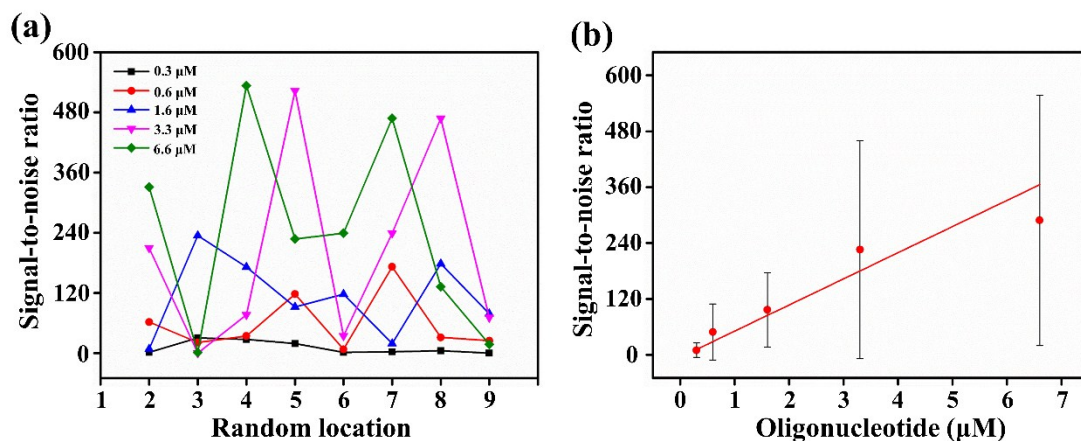 (a)
Signal-to-noise ratio
600
480
360
240
120
0
0.3 μM
0.6 μM
1.6 μM
3.3 μM
6.6 μM
1 2 3 4 5 6 7 8 9
Random location
(b)
Signal-to-noise ratio
600
480
360
240
120
0
0 1 2 3 4 5 6 7
Oligonucleotide (μM)